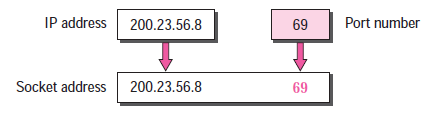 IP address 200.23.56.8 69 Port number
Socket address 200.23.56.8 69